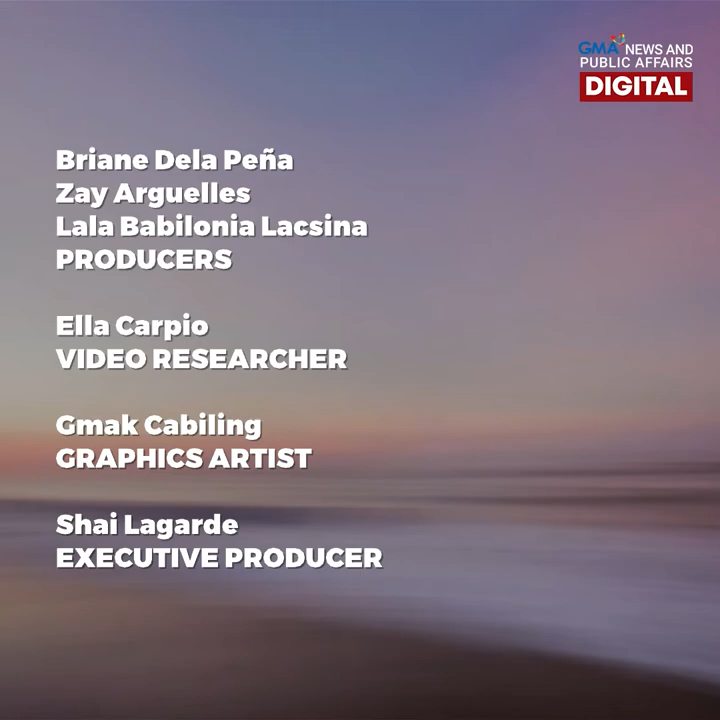 GMA NEWS AND
PUBLIC AFFAIRS
DIGITAL
Briane Dela Peña
Zay Arguelles
Lala Babilonia Lacsina
PRODUCERS
Ella Carpio
VIDEO RESEARCHER
Gmak Cabiling
GRAPHICS ARTIST
Shai Lagarde
EXECUTIVE PRODUCER